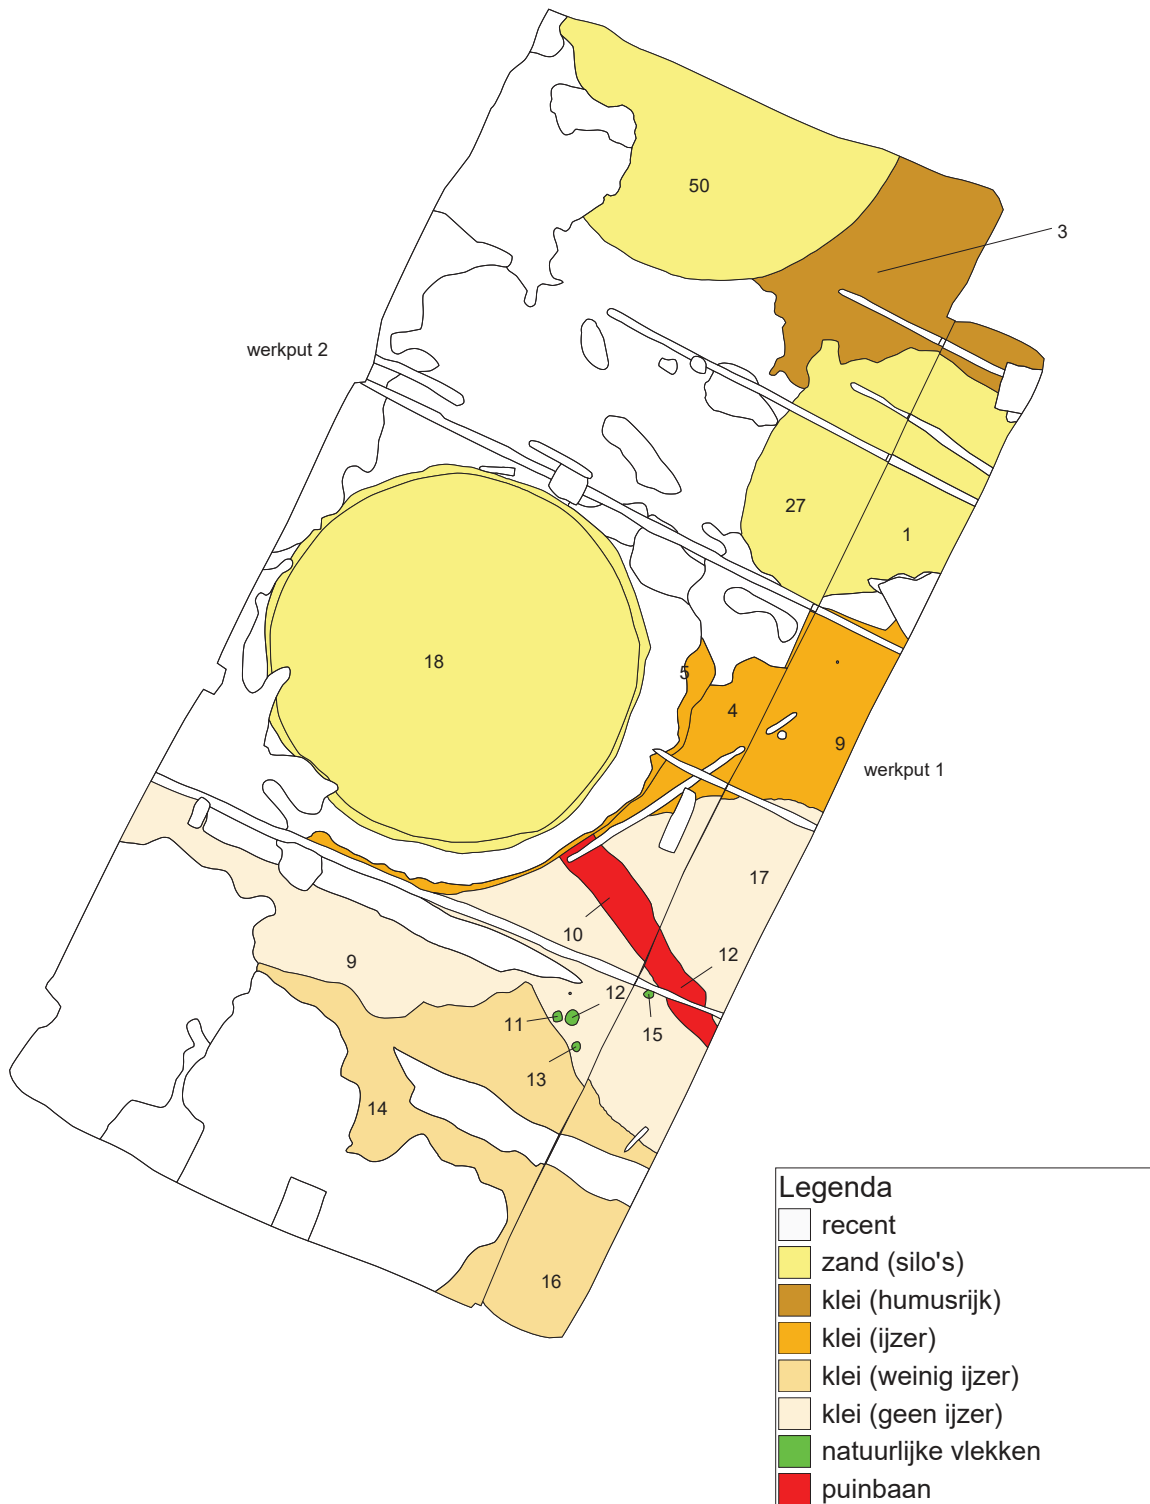 50
3
werkput 2
27
1
18
5
4
9
werkput 1
17
10
12
9
12
11
15
13
14
16
Legenda
recent
zand (silo's)
klei (humusrijk)
klei (ijzer)
klei (weinig ijzer)
klei (geen ijzer)
natuurlijke vlekken
puinbaan